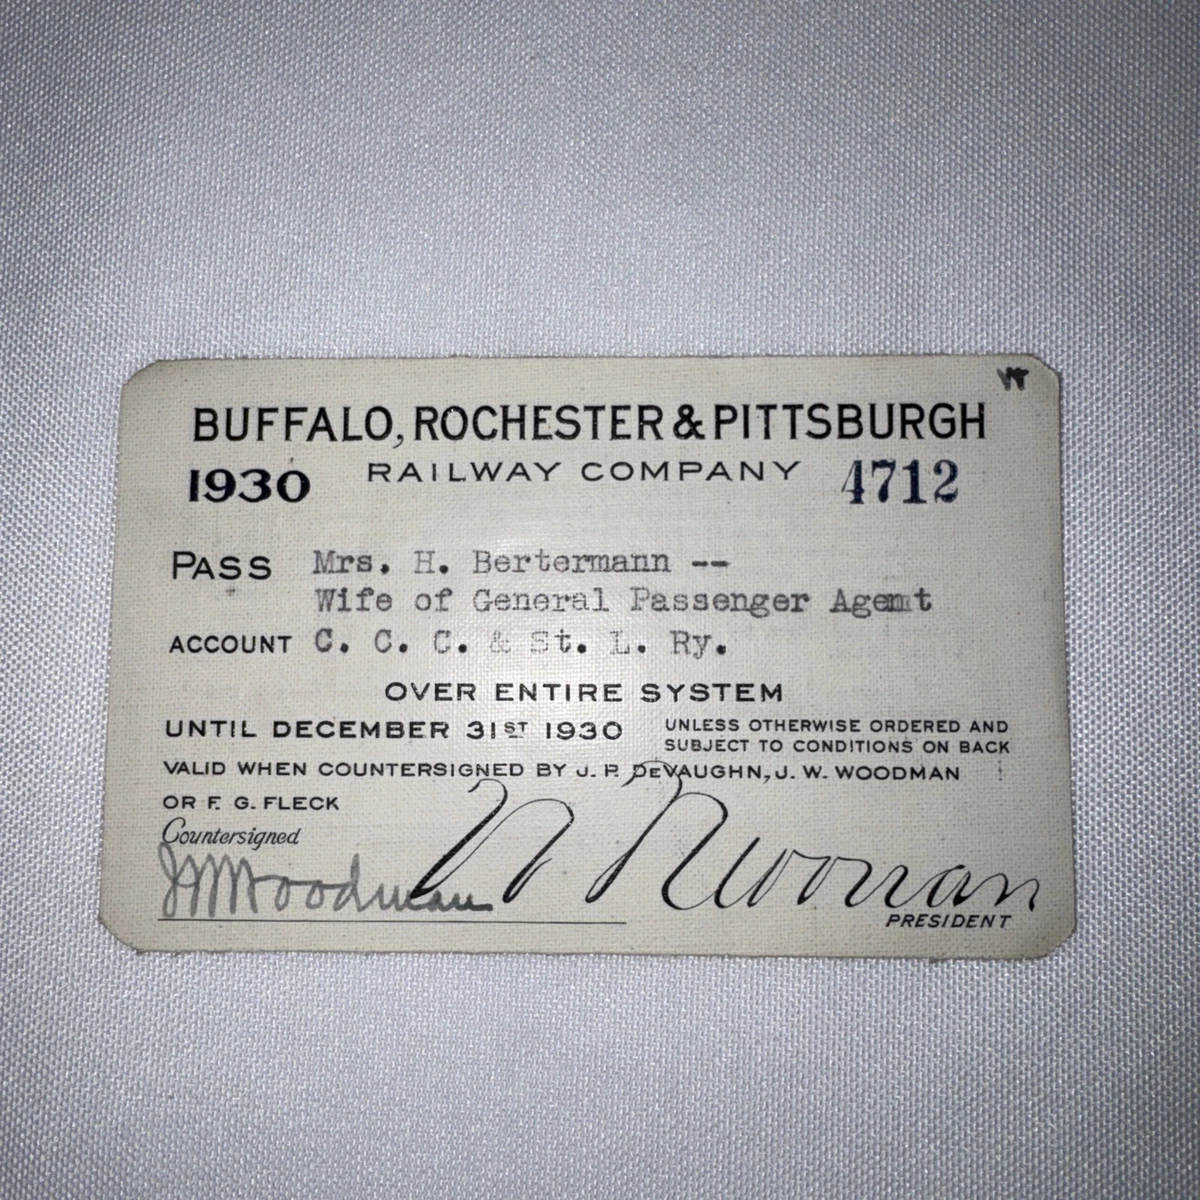 BUFFALO, ROCHESTER & PITTSBURGH
1930 RAILWAY COMPANY 4712
PASS Mrs. H. Bertermann --
Wife of General Passenger Agent
ACCOUNT C. C. C. & St. L. Ry.
OVER ENTIRE SYSTEM
UNTIL DECEMBER 31ST 1930 UNLESS OTHERWISE ORDERED AND
SUBJECT TO CONDITIONS ON BACK
VALID WHEN COUNTERSIGNED BY J. P. DEVAUGHN, J. W. WOODMAN
OR F. G. FLECK
Countersigned
JWWoodman
Noonan
PRESIDENT